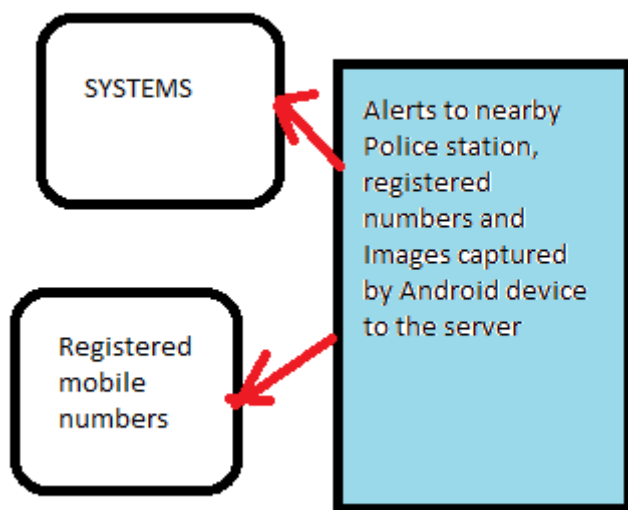 SYSTEMS
Alerts to nearby
Police station,
registered
numbers and
Images captured
by Android device
to the server
Registered
mobile
numbers